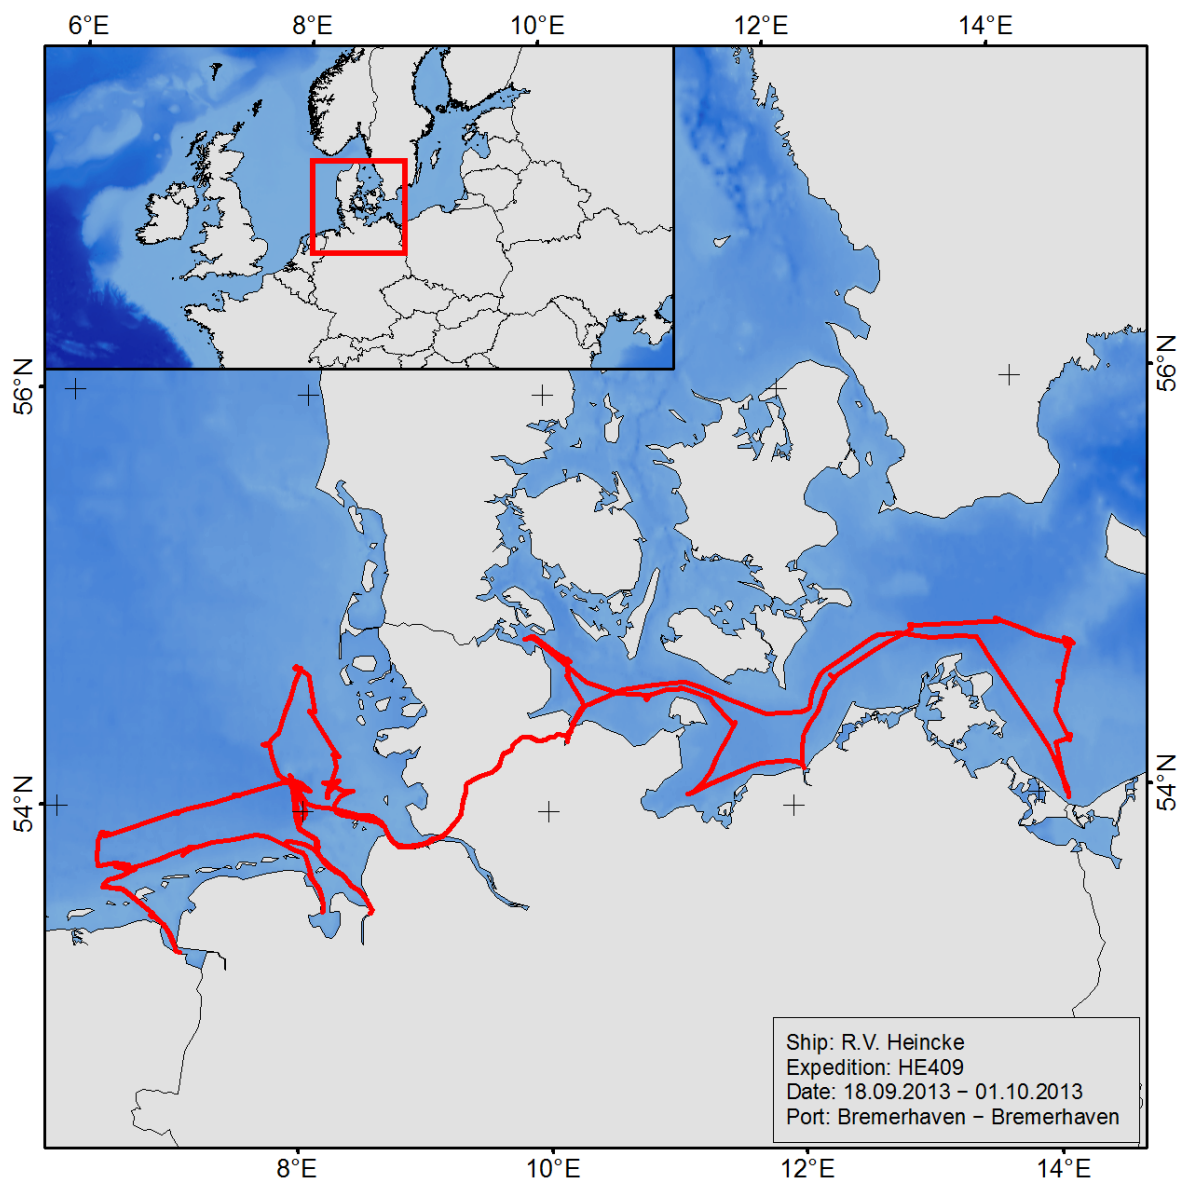 6°E 8°E 10°E 12°E 14°E
56°N 56°N
54°N 54°N
Ship: R.V. Heincke
Expedition: HE409
Date: 18.09.2013 − 01.10.2013
Port: Bremerhaven − Bremerhaven
8°E 10°E 12°E 14°E